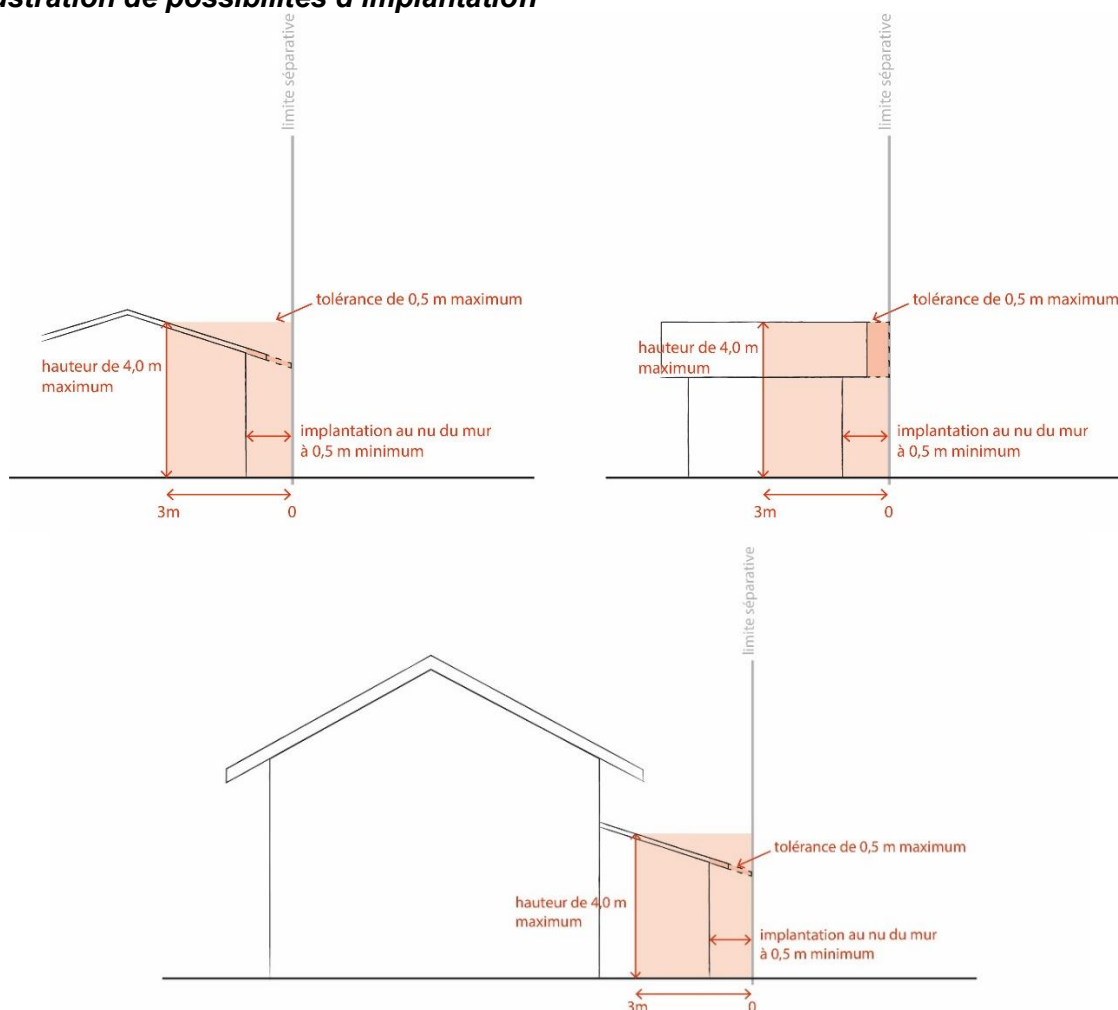 ustration de possibilités d'implantation
limite séparative
tolérance de 0,5 m maximum
hauteur de 4,0 m
maximum
implantation au nu du mur
à 0,5 m minimum
3m
0
limite séparative
tolérance de 0,5 m maximum
hauteur de 4,0 m
maximum
implantation au nu du mur
à 0,5 m minimum
3m
0
limite séparative
tolérance de 0,5 m maximum
hauteur de 4,0 m
maximum
implantation au nu du mur
à 0,5 m minimum
3m
0